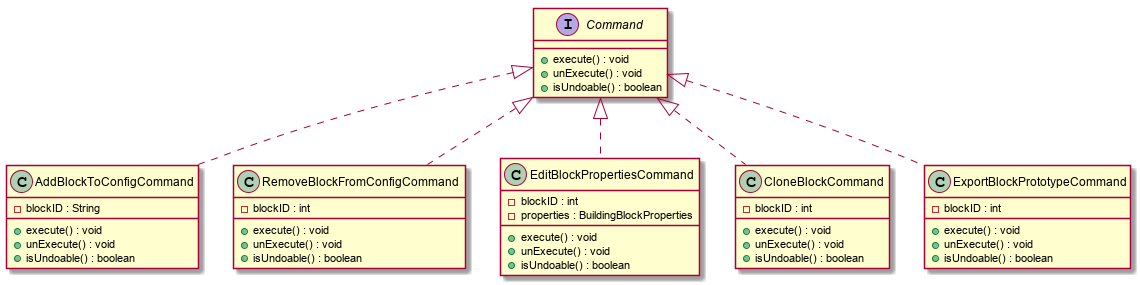 I Command
execute() : void
unExecute() : void
isUndoable() : boolean
C AddBlockToConfigCommand
blockID : String
execute() : void
unExecute() : void
isUndoable() : boolean
C RemoveBlockFromConfigCommand
blockID : int
execute() : void
unExecute() : void
isUndoable() : boolean
C EditBlockPropertiesCommand
blockID : int
properties : BuildingBlockProperties
execute() : void
unExecute() : void
isUndoable() : boolean
C CloneBlockCommand
blockID : int
execute() : void
unExecute() : void
isUndoable() : boolean
C ExportBlockPrototypeCommand
blockID : int
execute() : void
unExecute() : void
isUndoable() : boolean